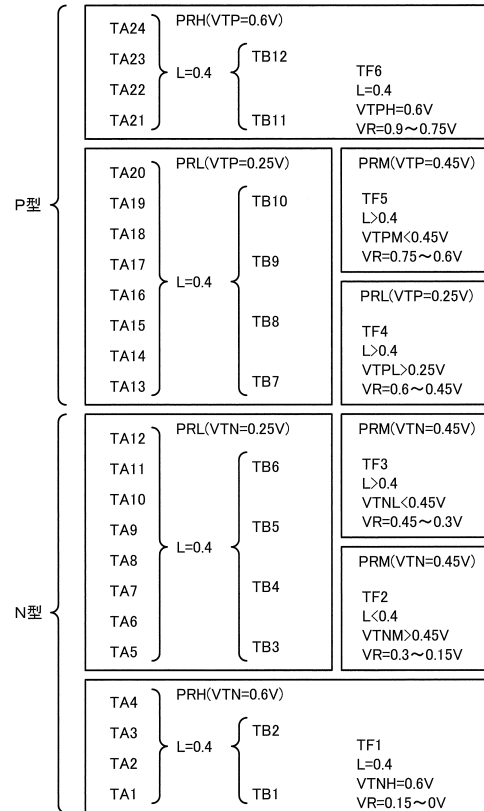 P型
PRH(VTP=0.6V)
TA24
TA23
TA22
TA21
L=0.4
TB12
TB11
TF6
L=0.4
VTPH=0.6V
VR=0.9～0.75V
PRL(VTP=0.25V)
TA20
TA19
TA18
TA17
TA16
TA15
TA14
TA13
L=0.4
TB10
TB9
TB8
TB7
PRM(VTP=0.45V)
TF5
L>0.4
VTPM<0.45V
VR=0.75～0.6V
PRL(VTP=0.25V)
TF4
L>0.4
VTPL>0.25V
VR=0.6～0.45V
N型
PRL(VTN=0.25V)
TA12
TA11
TA10
TA9
TA8
TA7
TA6
TA5
L=0.4
TB6
TB5
TB4
TB3
PRM(VTN=0.45V)
TF3
L>0.4
VTNL<0.45V
VR=0.45～0.3V
PRM(VTN=0.45V)
TF2
L<0.4
VTNM>0.45V
VR=0.3～0.15V
PRH(VTN=0.6V)
TA4
TA3
TA2
TA1
L=0.4
TB2
TB1
TF1
L=0.4
VTNH=0.6V
VR=0.15～0V